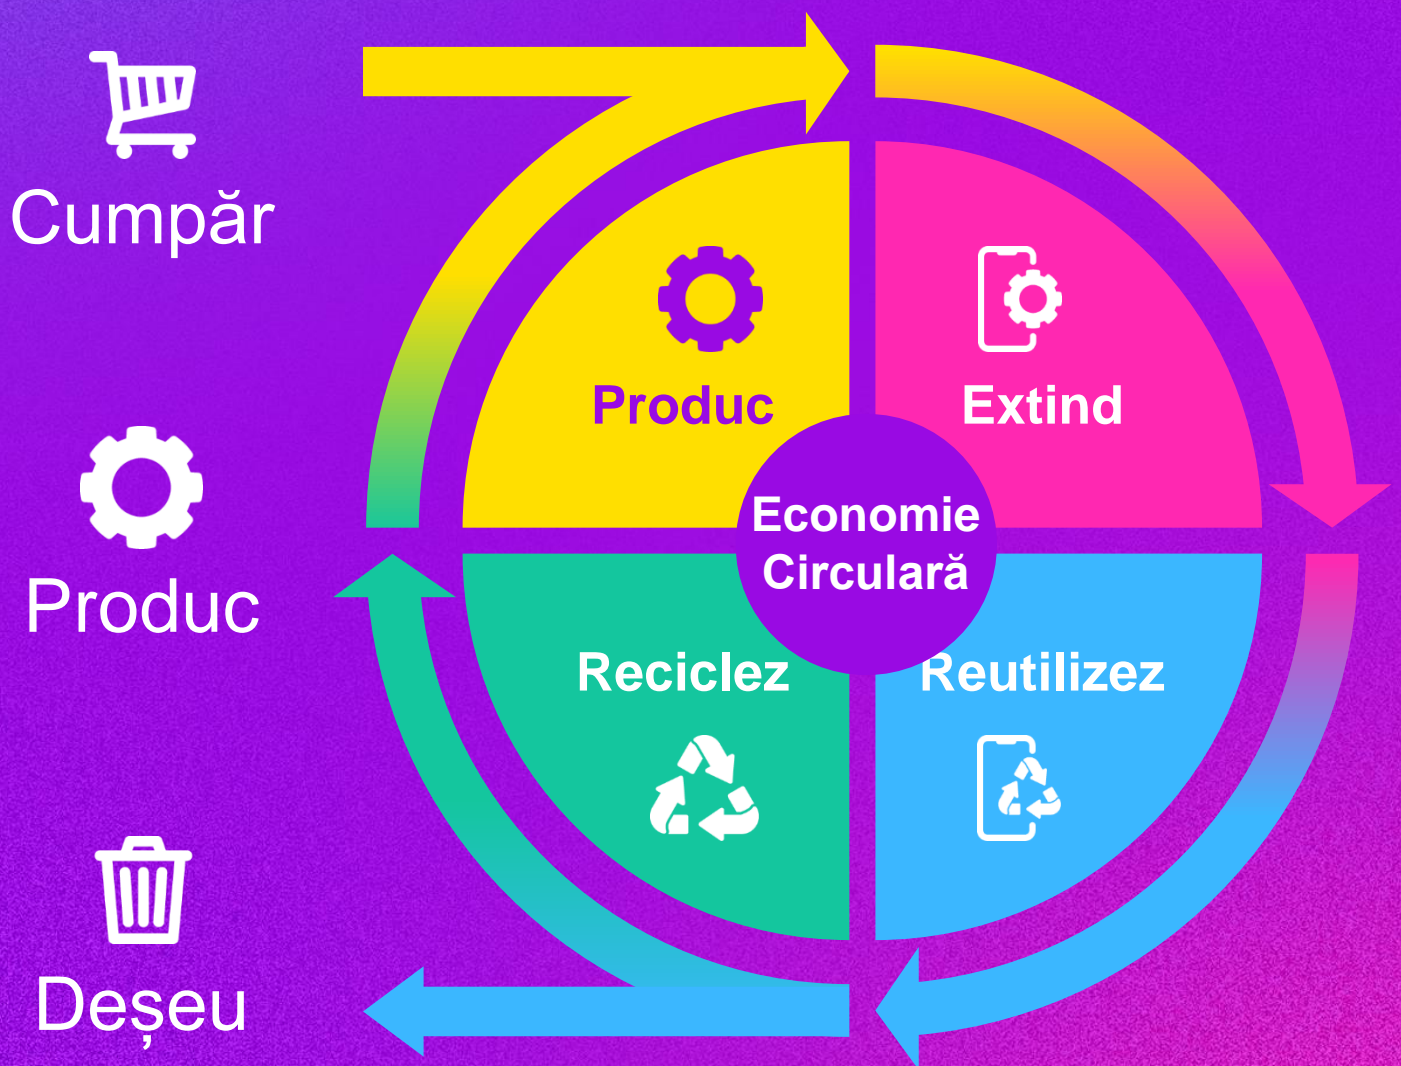 Cumpăr
Produc
Deșeu
Produc
Extind
Economie
Circulară
Reciclez
Reutilizez